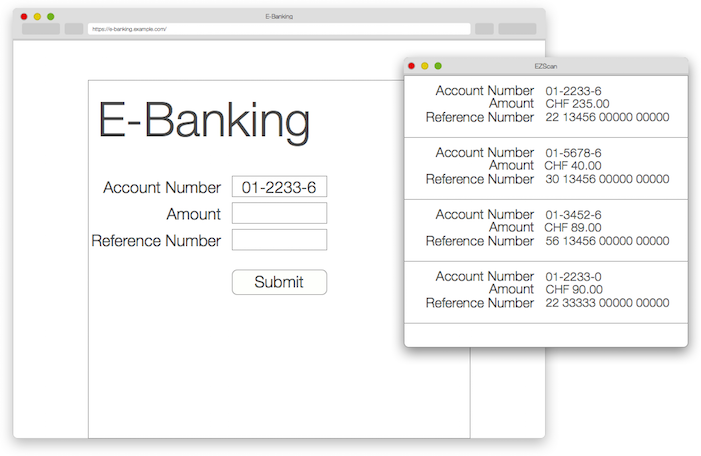 E-Banking
https://e-banking.example.com/
E-Banking
Account Number 01-2233-6
Amount
Reference Number
Submit
EZScan
Account Number 01-2233-6
Amount CHF 235.00
Reference Number 22 13456 00000 00000
Account Number 01-5678-6
Amount CHF 40.00
Reference Number 30 13456 00000 00000
Account Number 01-3452-6
Amount CHF 89.00
Reference Number 56 13456 00000 00000
Account Number 01-2233-0
Amount CHF 90.00
Reference Number 22 33333 00000 00000